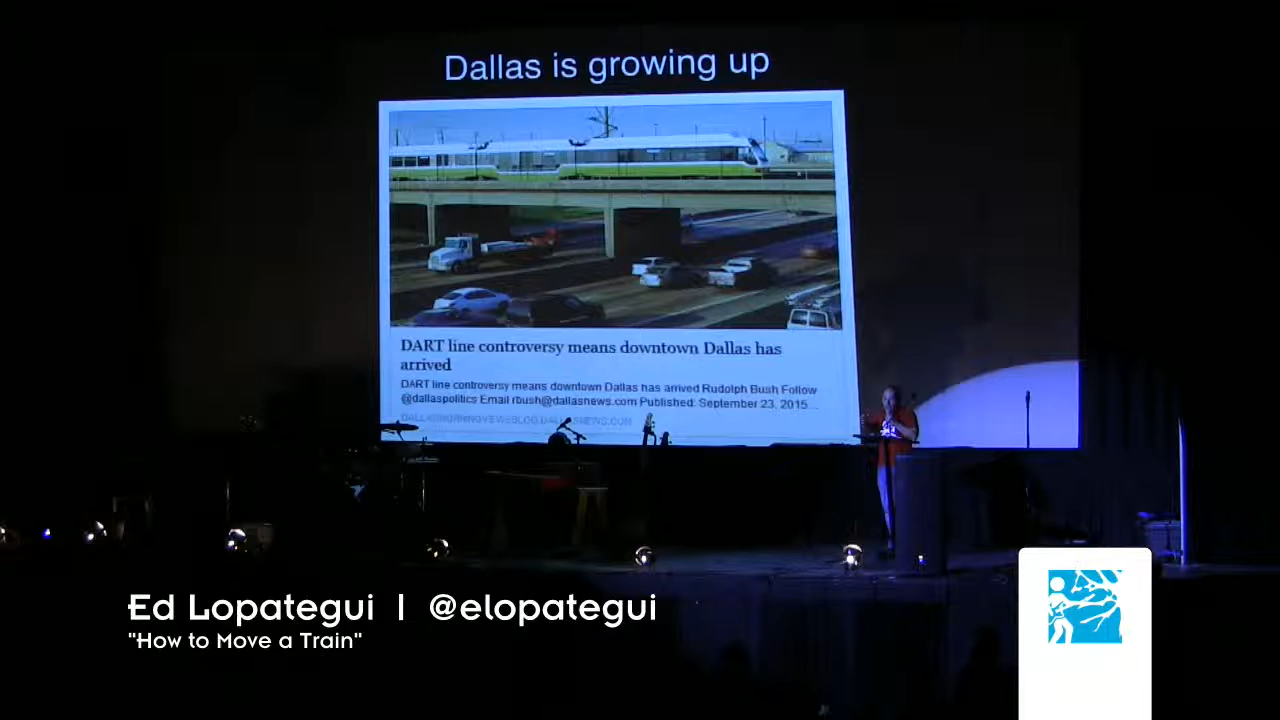 Dallas is growing up
DART line controversy means downtown Dallas has
arrived
DART line controversy means downtown Dallas has arrived Rudolph Bush Follow
@dallaspolitics Email rbush@dallasnews.com Published: September 23, 2015...
Ed Lopategui | @elopategui
"How to Move a Train"